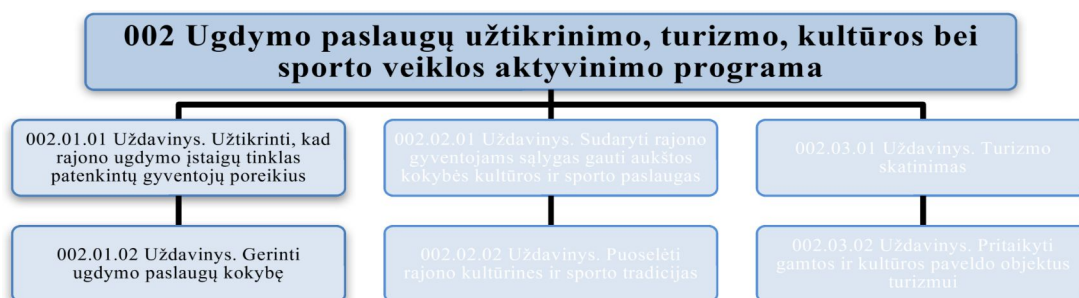 002 Ugdymo paslaugų užtikrinimo, turizmo, kultūros bei
sporto veiklos aktyvinimo programa
002.01.01 Uždavinys. Užtikrinti, kad
rajono ugdymo įstaigų tinklas
patenkintų gyventojų poreikius
002.02.01 Uždavinys. Sudaryti rajono
gyventojams sąlygas gauti aukštos
kokybės kultūros ir sporto paslaugas
002.03.01 Uždavinys. Turizmo
skatinimas
002.01.02 Uždavinys. Gerinti
ugdymo paslaugų kokybę
002.02.02 Uždavinys. Puoselėti
rajono kultūrines ir sporto tradicijas
002.03.02 Uždavinys. Pritaikyti
gamtos ir kultūros paveldo objektus
turizmui